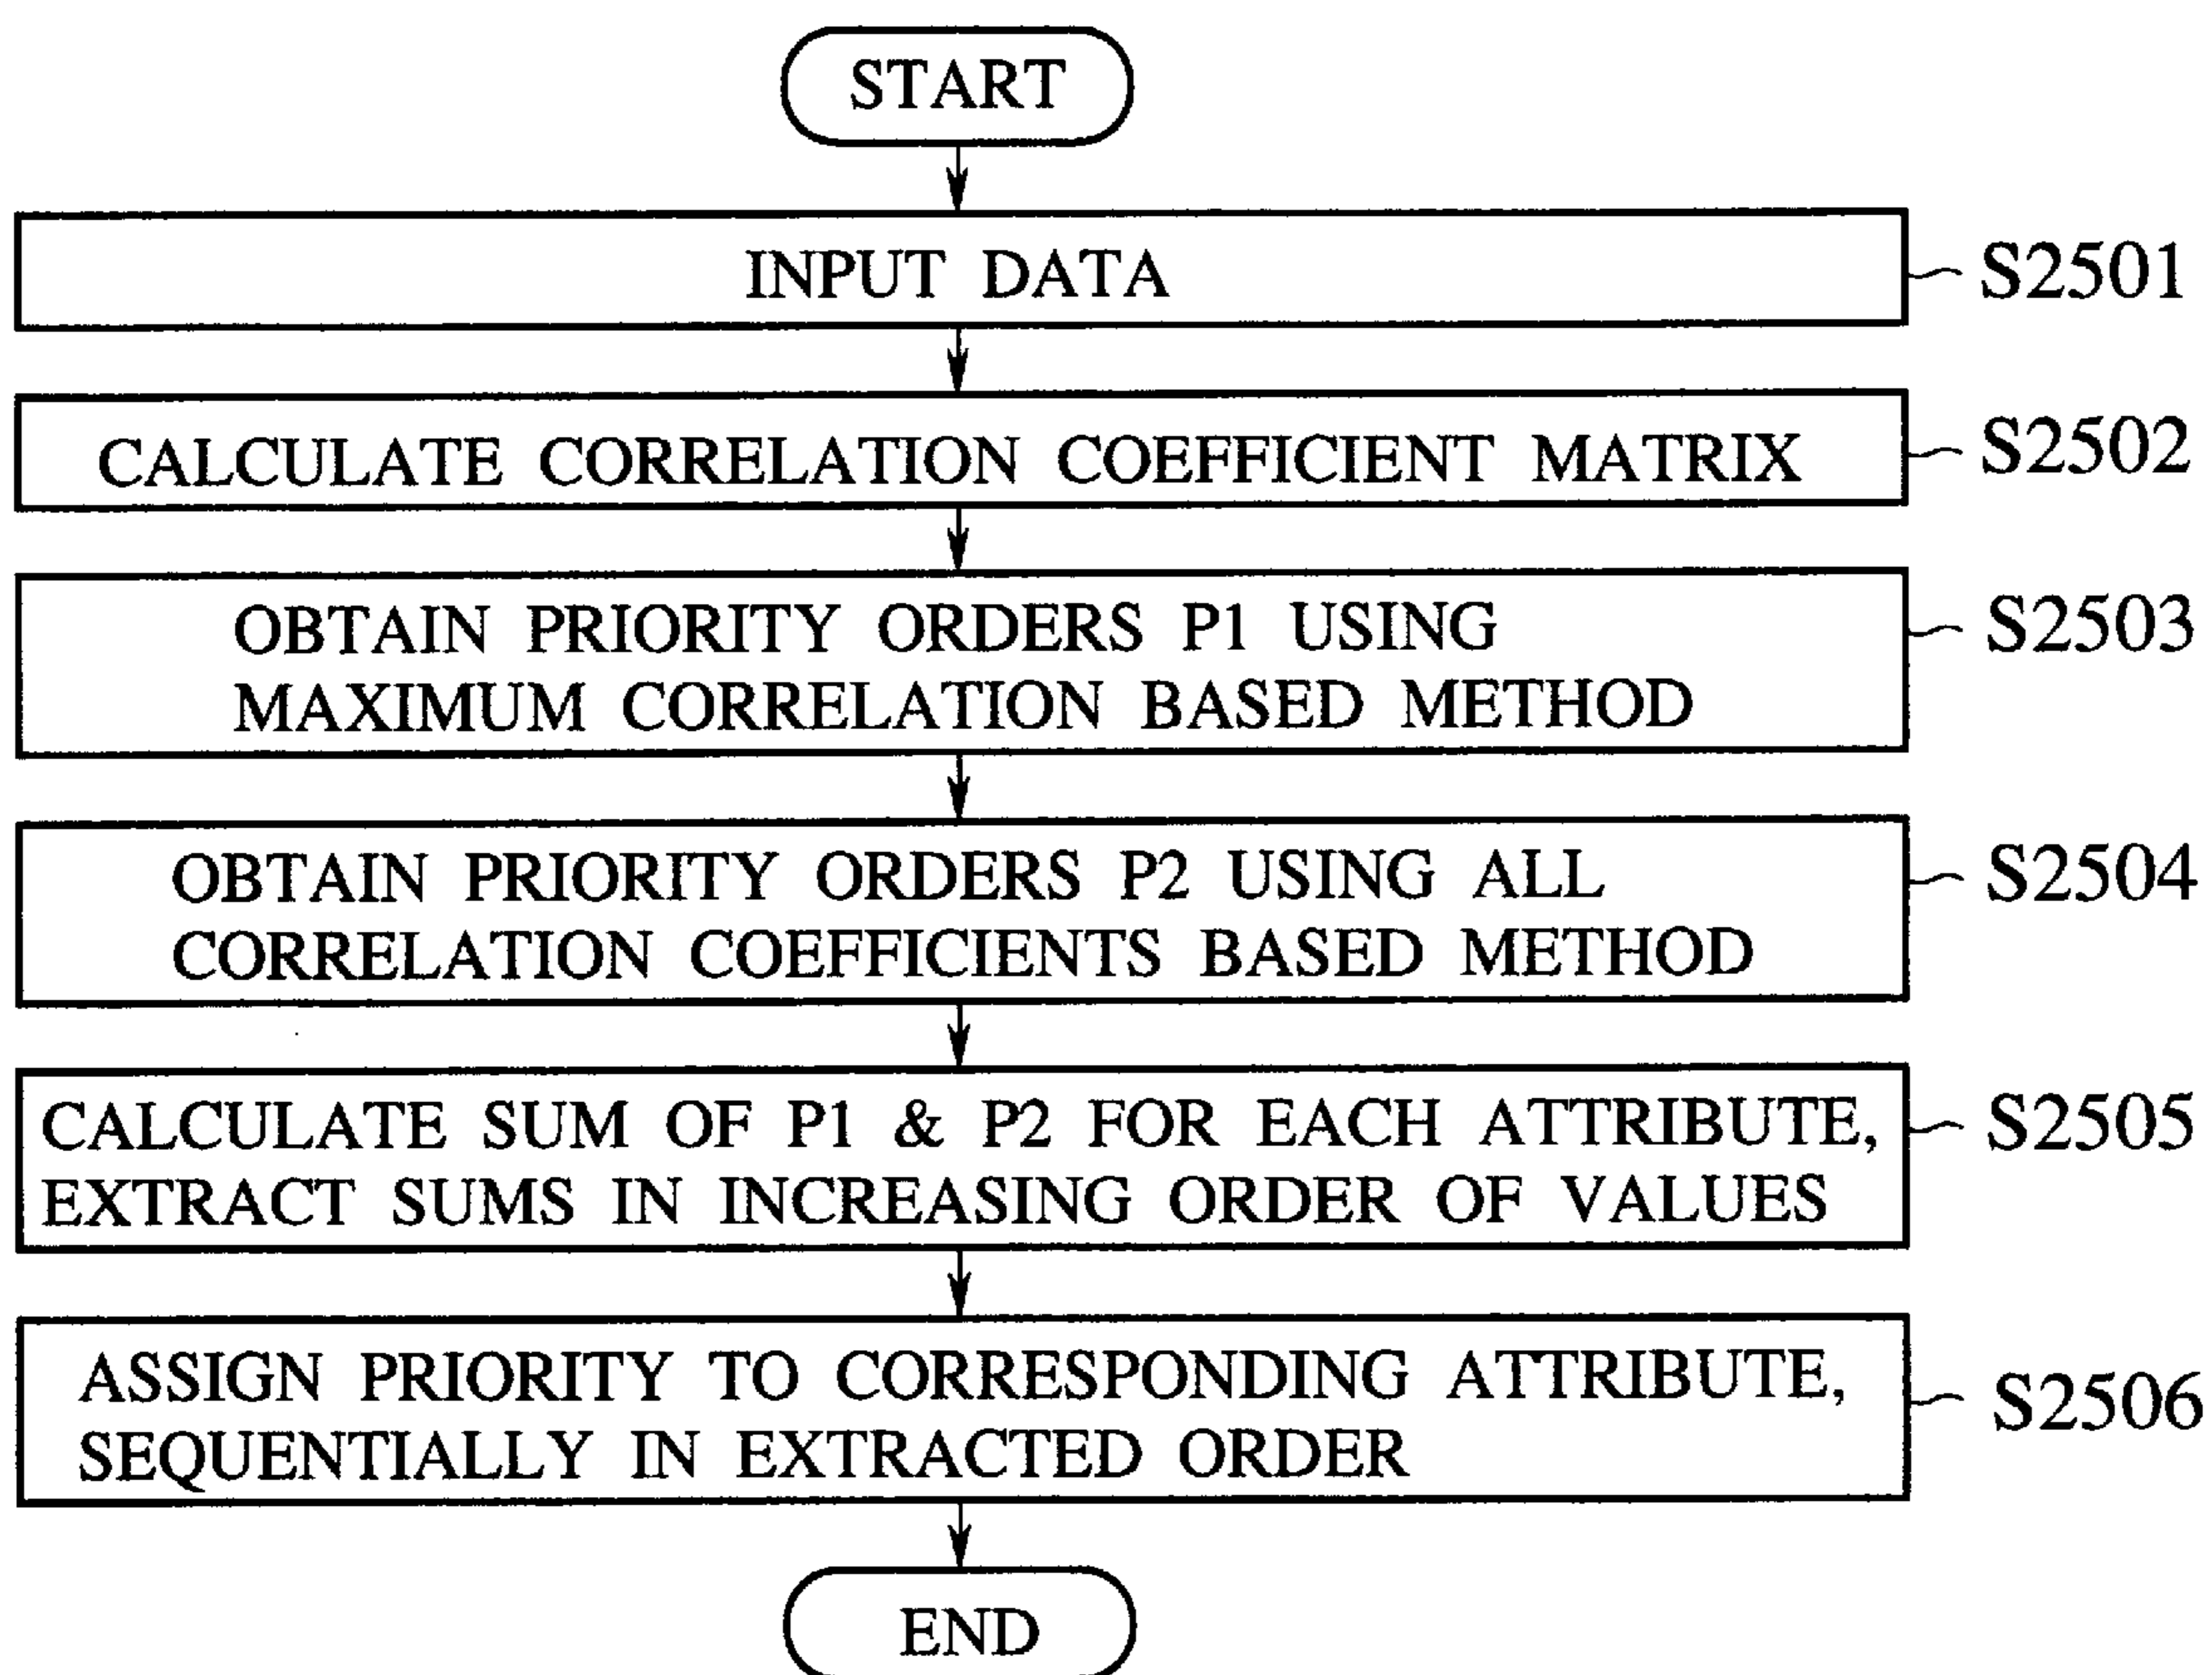 START
INPUT DATA
S2501
CALCULATE CORRELATION COEFFICIENT MATRIX
S2502
OBTAIN PRIORITY ORDERS P1 USING
MAXIMUM CORRELATION BASED METHOD
S2503
OBTAIN PRIORITY ORDERS P2 USING ALL
CORRELATION COEFFICIENTS BASED METHOD
S2504
CALCULATE SUM OF P1 & P2 FOR EACH ATTRIBUTE,
EXTRACT SUMS IN INCREASING ORDER OF VALUES
S2505
ASSIGN PRIORITY TO CORRESPONDING ATTRIBUTE,
SEQUENTIALLY IN EXTRACTED ORDER
S2506
END